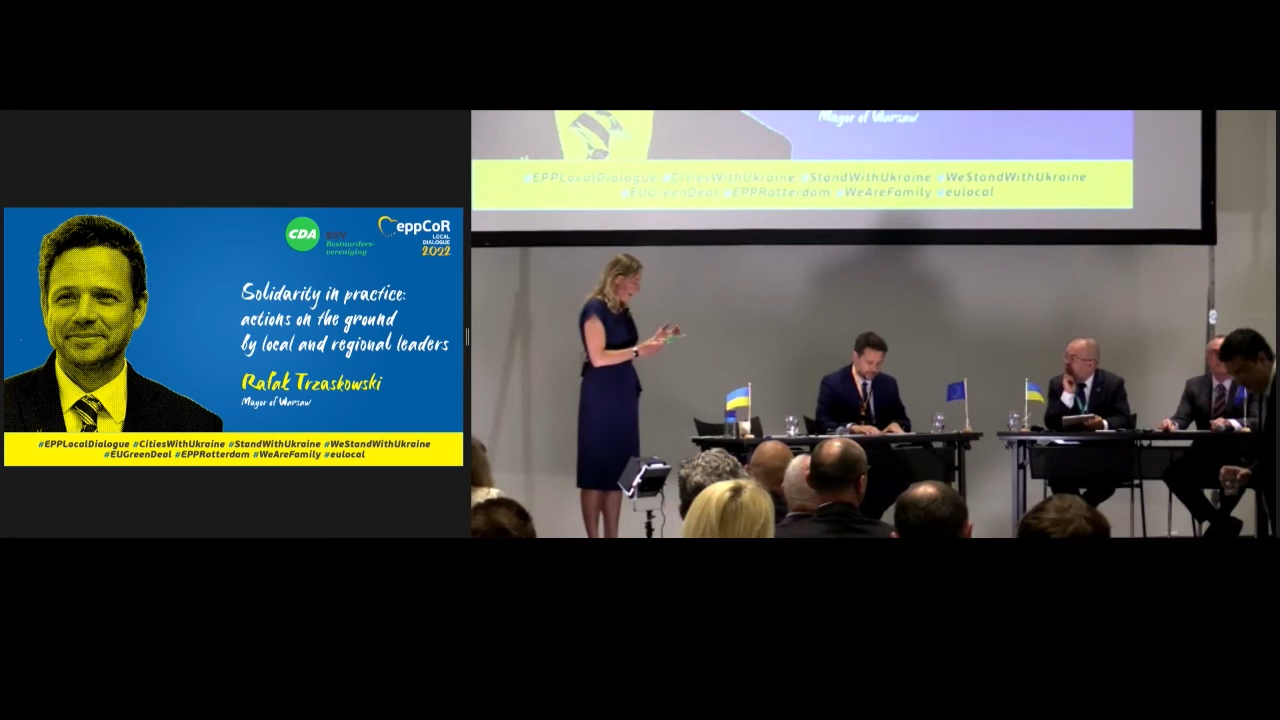 CDA
BSV
Bestuurders-
vereniging
eppCoR
LOCAL
DIALOGUE
2022
Solidarity in practice:
actions on the ground
by local and regional leaders
Rafał Trzaskowski
Mayor of Warsaw
#EPPLocalDialogue #CitiesWithUkraine #StandWithUkraine #WeStandWithUkraine
#EUGreenDeal #EPPRotterdam #WeAreFamily #eulocal
Mayor of Warsaw
#EPPLocalDialogue #CitiesWithUkraine #StandWithUkraine #WeStandWithUkraine
#EUGreenDeal #EPPRotterdam #WeAreFamily #eulocal